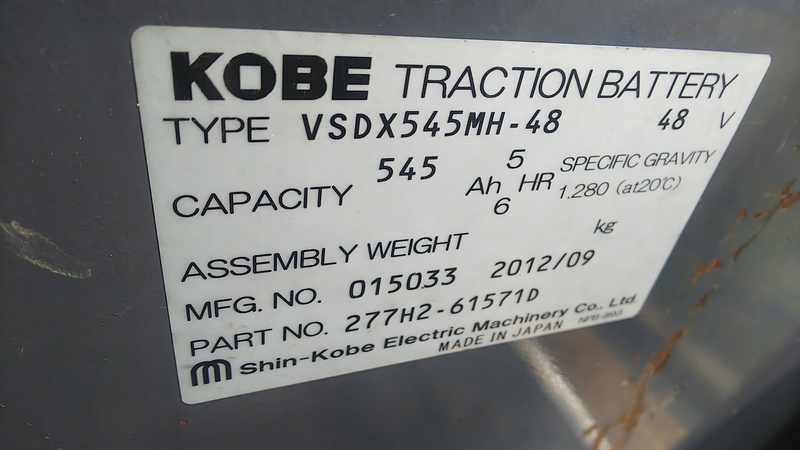 KOBE TRACTION BATTERY
TYPE VSDX545MH-48 48 V
CAPACITY 545 Ah 5 HR SPECIFIC GRAVITY
6 1.280 (at20℃)
ASSEMBLY WEIGHT kg
MFG. NO. 015033 2012/09
PART NO. 277H2-61571D
Shin-Kobe Electric Machinery Co., Ltd.
MADE IN JAPAN